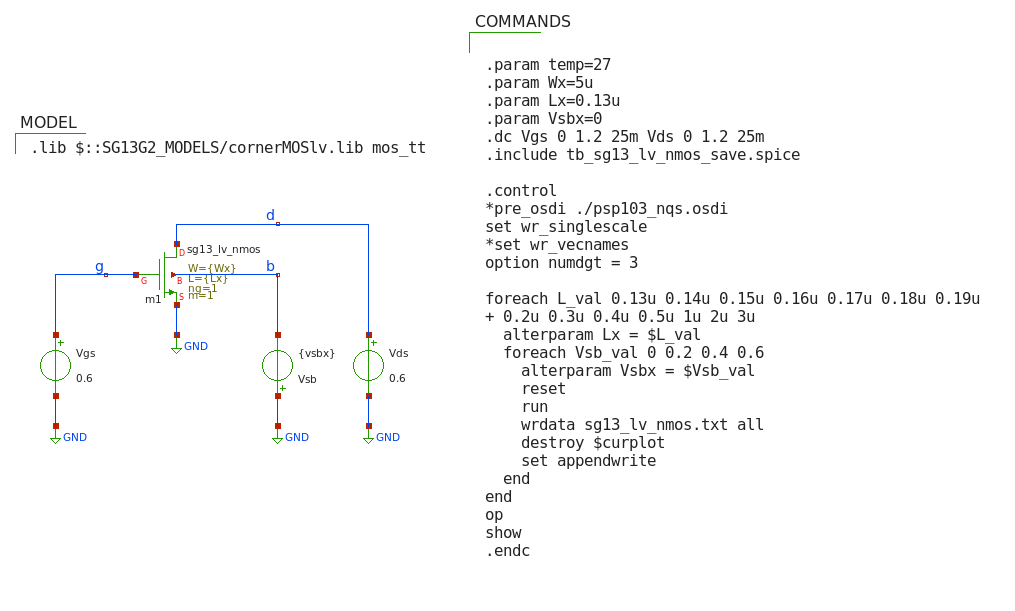 COMMANDS
.param temp=27
.param Wx=5u
.param Lx=0.13u
.param Vsbx=0
.dc Vgs 0 1.2 25m Vds 0 1.2 25m
.include tb_sg13_lv_nmos_save.spice
.control
*pre_osdi ./psp103_nqs.osdi
set wr_singlescale
*set wr_vecnames
option numdgt = 3
foreach L_val 0.13u 0.14u 0.15u 0.16u 0.17u 0.18u 0.19u
+ 0.2u 0.3u 0.4u 0.5u 1u 2u 3u
alterparam Lx = $L_val
foreach Vsb_val 0 0.2 0.4 0.6
alterparam Vsbx = $Vsb_val
reset
run
wrdata sg13_lv_nmos.txt all
destroy $curplot
set appendwrite
end
end
op
show
.endc
MODEL
.lib $::SG13G2_MODELS/cornerMOSlv.lib mos_tt
d
D
sg13_lv_nmos
g
b
G
B
W={Wx}
L={Lx}
ng=1
m=1
S
m1
GND
+
Vgs
0.6
{vsbx}
Vsb
+
+
Vds
0.6
GND
GND
GND